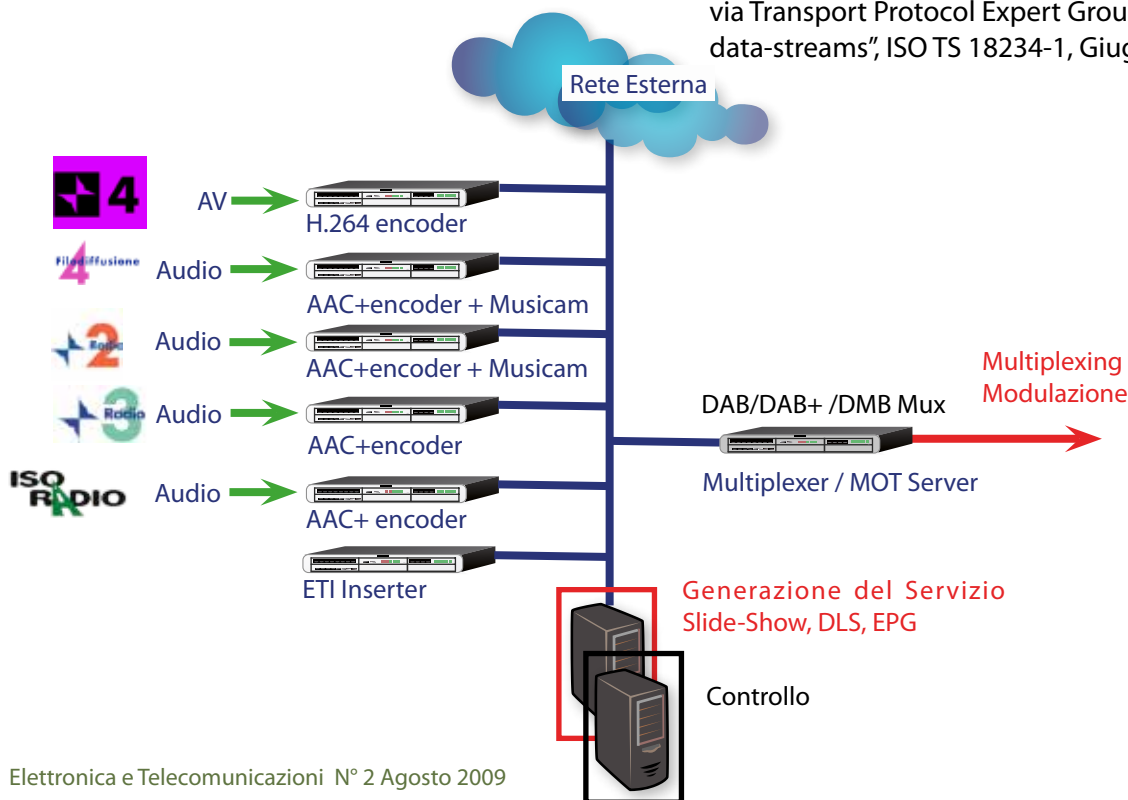 via Transport Protocol Expert Grou
data-streams”, ISO TS 18234-1, Giug
Rete Esterna
4
AV
H.264 encoder
Filodiffusione
4
Audio
AAC+encoder + Musicam
2
Radio
Audio
AAC+encoder + Musicam
3
Radio
Audio
AAC+encoder
ISO
RADIO
Audio
AAC+ encoder
ETI Inserter
DAB/DAB+ /DMB Mux
Multiplexer / MOT Server
Multiplexing
Modulazione
Generazione del Servizio
Slide-Show, DLS, EPG
Controllo
Elettronica e Telecomunicazioni N° 2 Agosto 2009